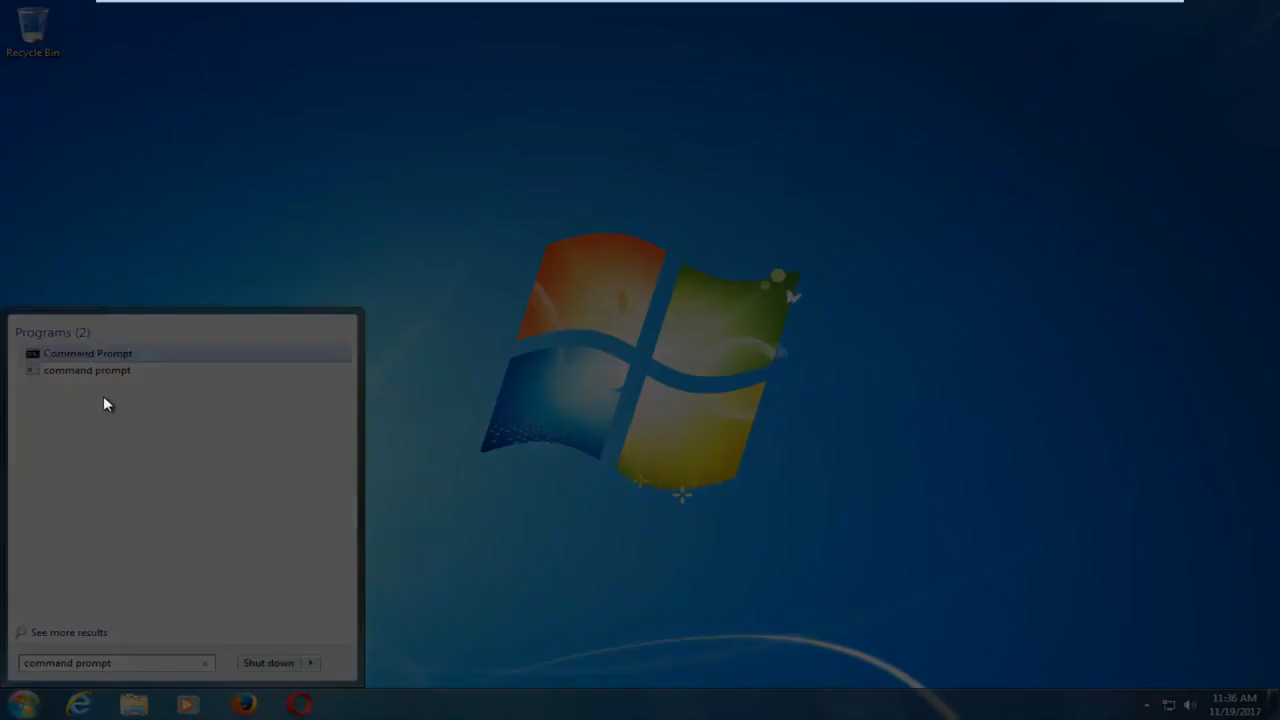 Recycle Bin
Programs (2)
Command Prompt
command prompt
See more results
command prompt
Shut down
11:36 AM
11/19/2017